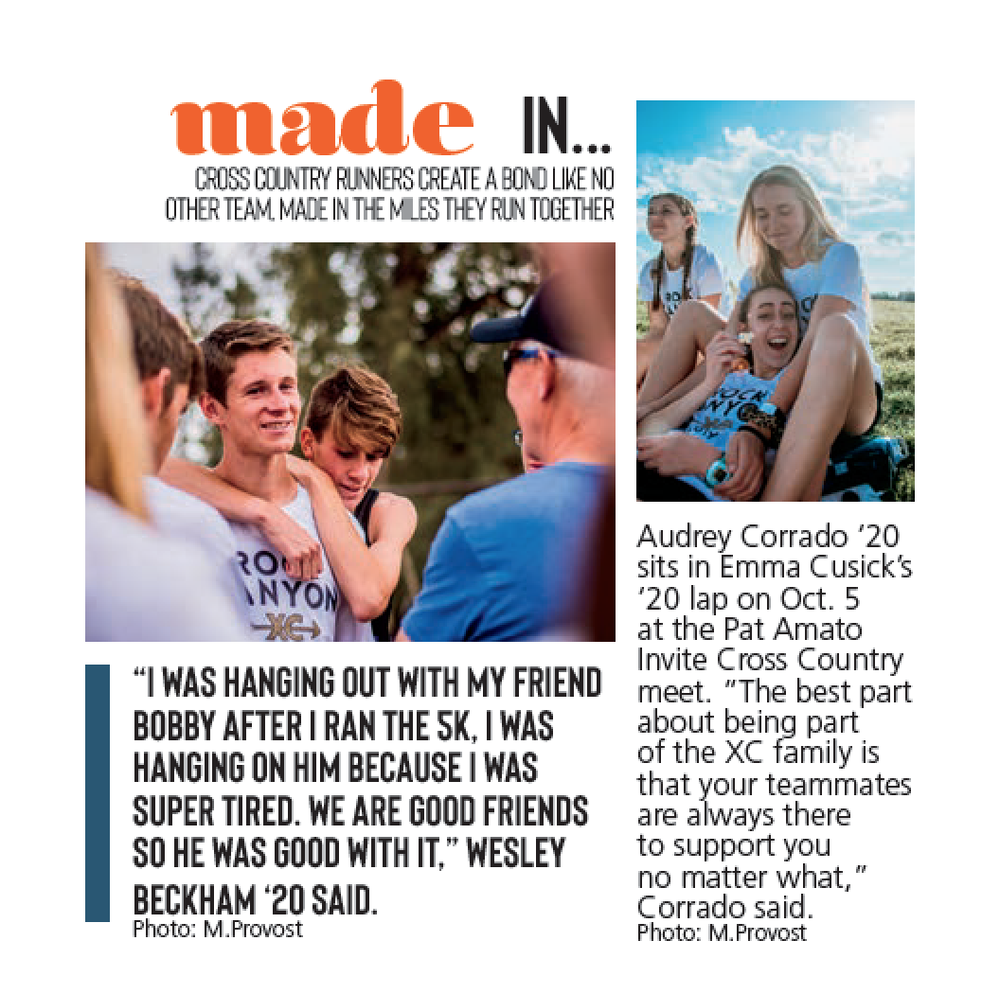 made IN...
CROSS COUNTRY RUNNERS CREATE A BOND LIKE NO
OTHER TEAM, MADE IN THE MILES THEY RUN TOGETHER
ROC
ANYON
XC
“I WAS HANGING OUT WITH MY FRIEND
BOBBY AFTER I RAN THE 5K, I WAS
HANGING ON HIM BECAUSE I WAS
SUPER TIRED. WE ARE GOOD FRIENDS
SO HE WAS GOOD WITH IT,” WESLEY
BECKHAM ‘20 SAID.
Photo: M.Provost
ROCK
ANYON
Audrey Corrado ’20
sits in Emma Cusick’s
’20 lap on Oct. 5
at the Pat Amato
Invite Cross Country
meet. ”The best part
about being part
of the XC family is
that your teammates
are always there
to support you
no matter what,”
Corrado said.
Photo: M.Provost